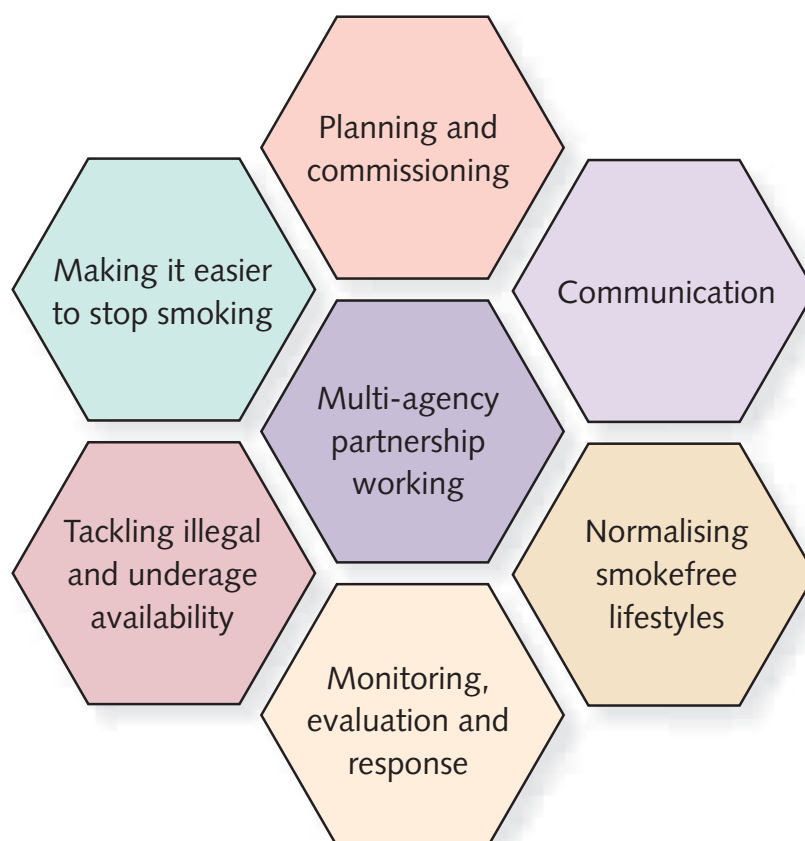 Planning and
commissioning
Making it easier
to stop smoking
Communication
Multi-agency
partnership
working
Tackling illegal
and underage
availability
Normalising
smokefree
lifestyles
Monitoring,
evaluation and
response